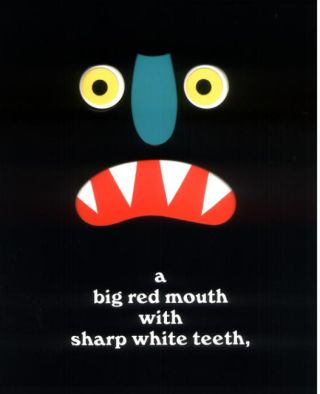 a
big red mouth
with
sharp white teeth,